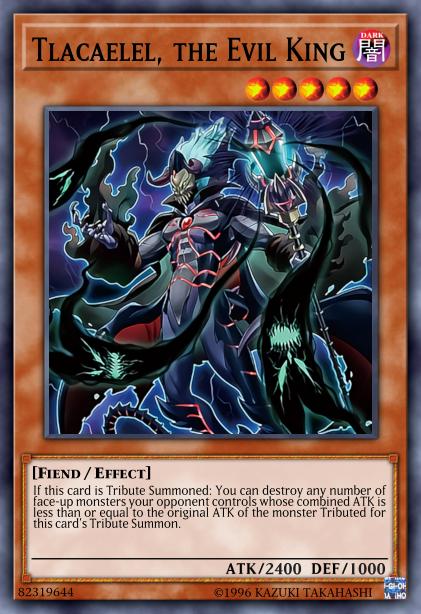 TLACAELEL, THE EVIL KING
DARK
闇
[FIEND / EFFECT]
If this card is Tribute Summoned: You can destroy any number of
face-up monsters your opponent controls whose combined ATK is
less than or equal to the original ATK of the monster Tributed for
this card's Tribute Summon.
ATK/2400 DEF/1000
82319644
©1996 KAZUKI TAKAHASHI